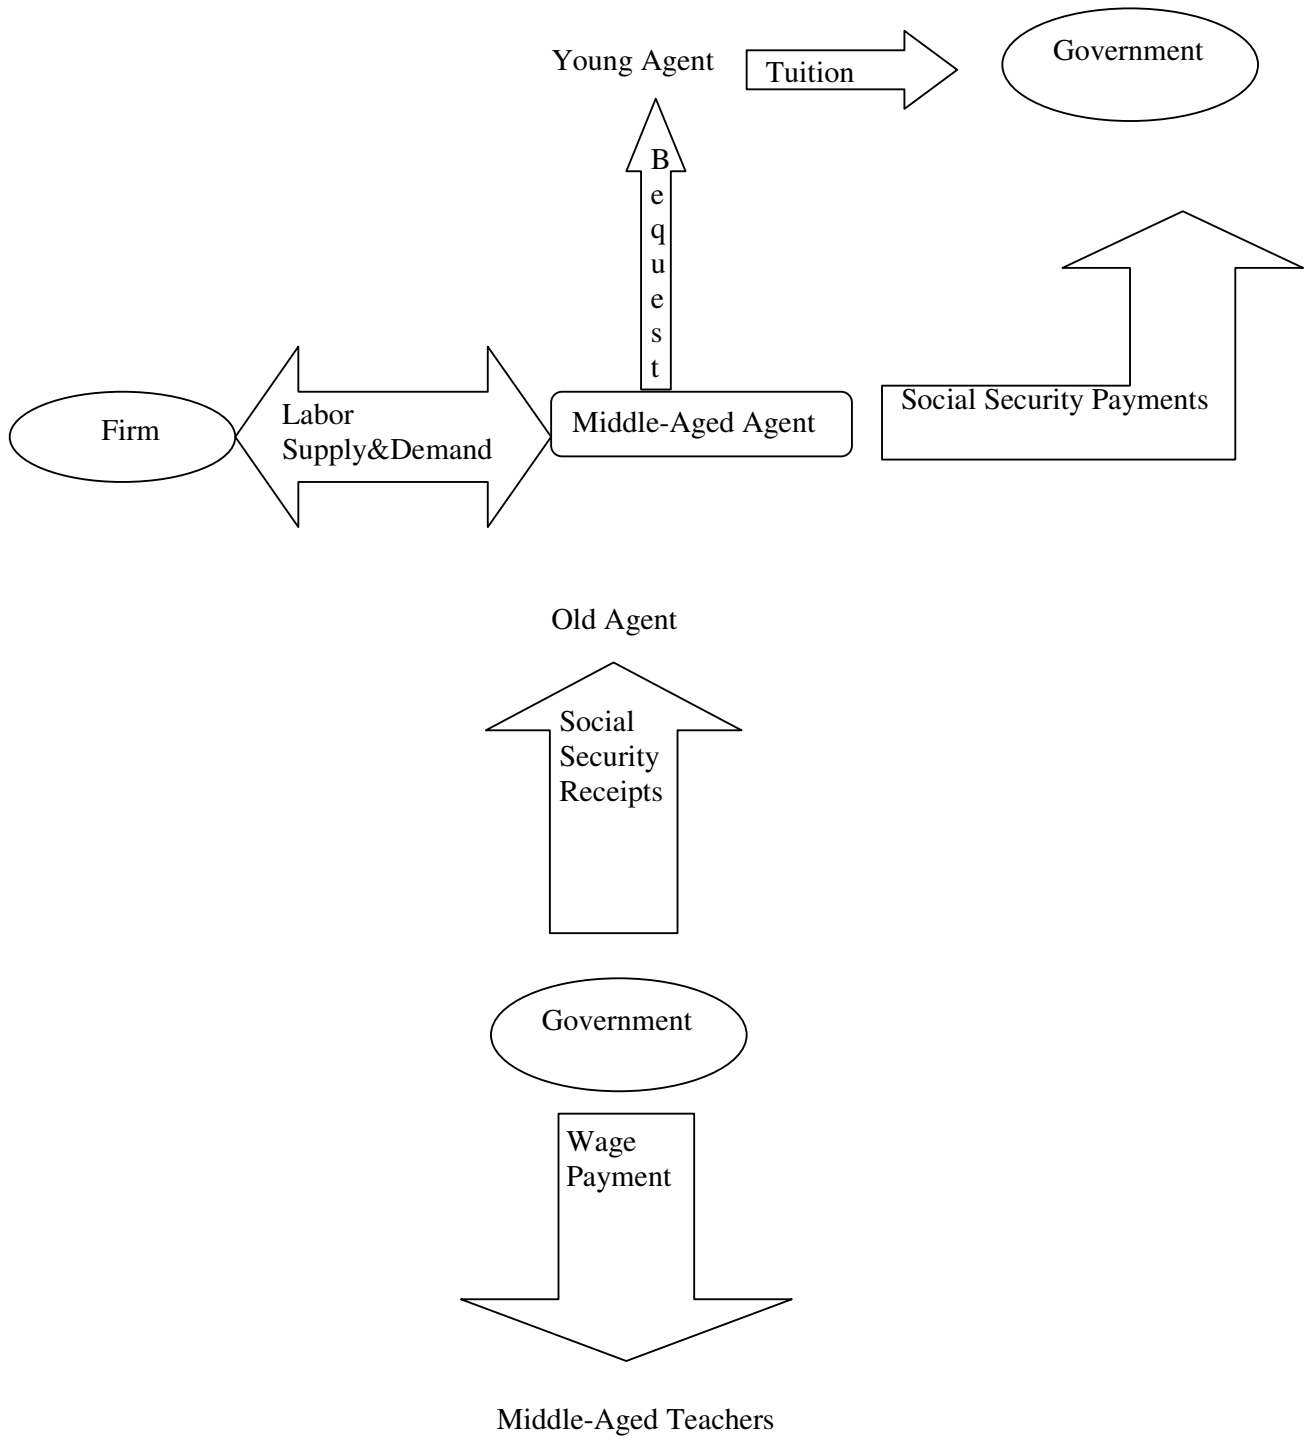 Young Agent
Tuition
Government
B
e
q
u
e
s
t
Firm
Labor
Supply&Demand
Middle-Aged Agent
Social Security Payments
Old Agent
Social
Security
Receipts
Government
Wage
Payment
Middle-Aged Teachers